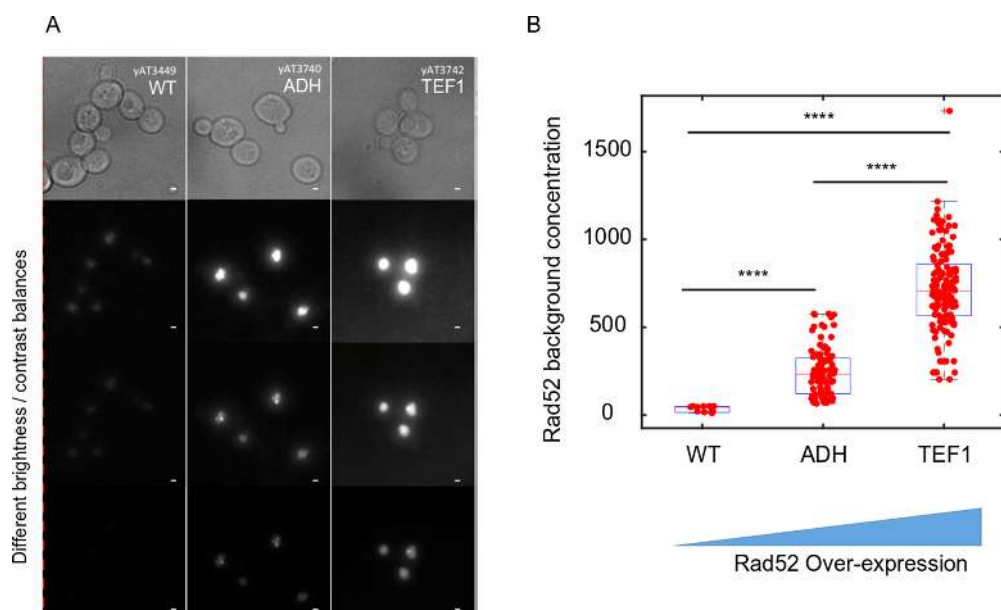 A
yAT3449
WT
yAT3740
ADH
yAT3742
TEF1
Different brightness / contrast balances
B
Rad52 background concentration
1500
1000
500
0
****
****
****
WT
ADH
TEF1
Rad52 Over-expression